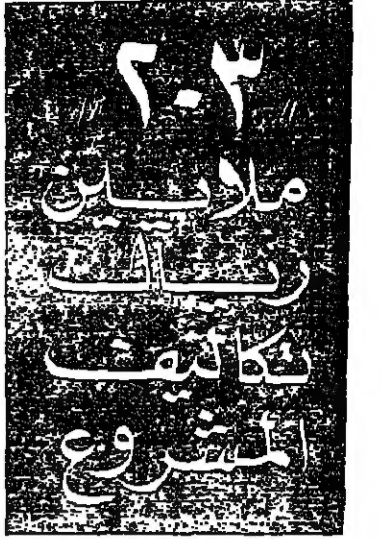 ٢٠٣
ملايين
ريال
تكاليف
المشروع